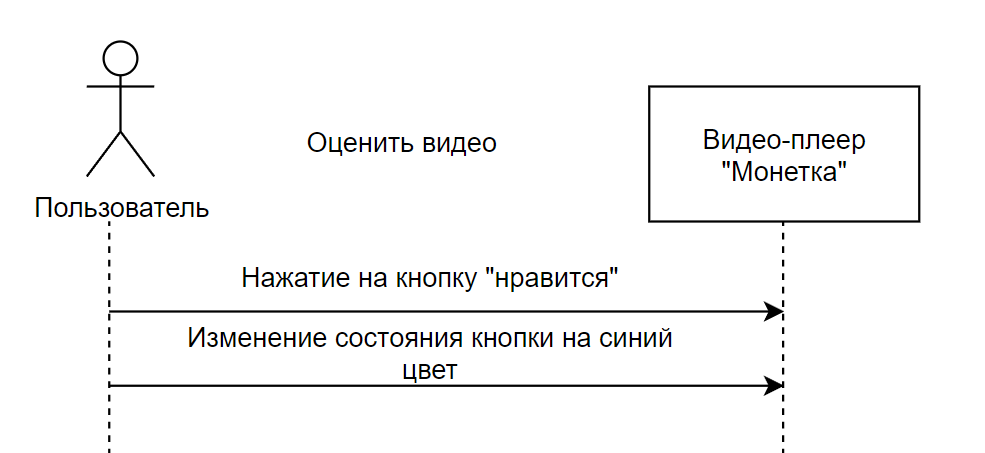 Оценить видео
Видео-плеер
"Монетка"
Пользователь
Нажатие на кнопку "нравится"
Изменение состояния кнопки на синий
цвет